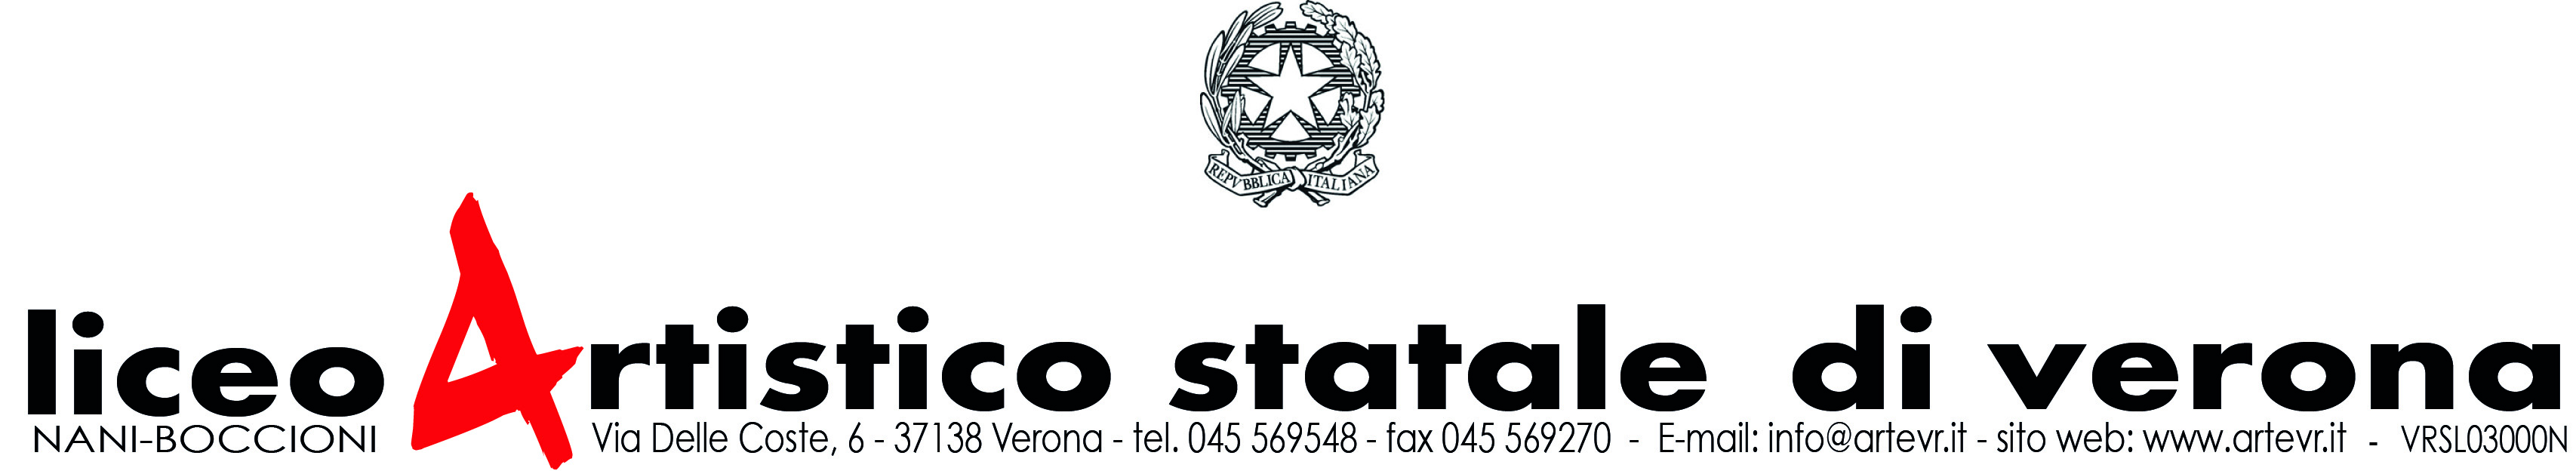 REPVBBLICA ITALIANA
liceo Artistico statale di verona
NANI-BOCCIONI Via Delle Coste, 6 - 37138 Verona - tel. 045 569548 - fax 045 569270 - E-mail: info@artevr.it - sito web: www.artevr.it - VRSL03000N